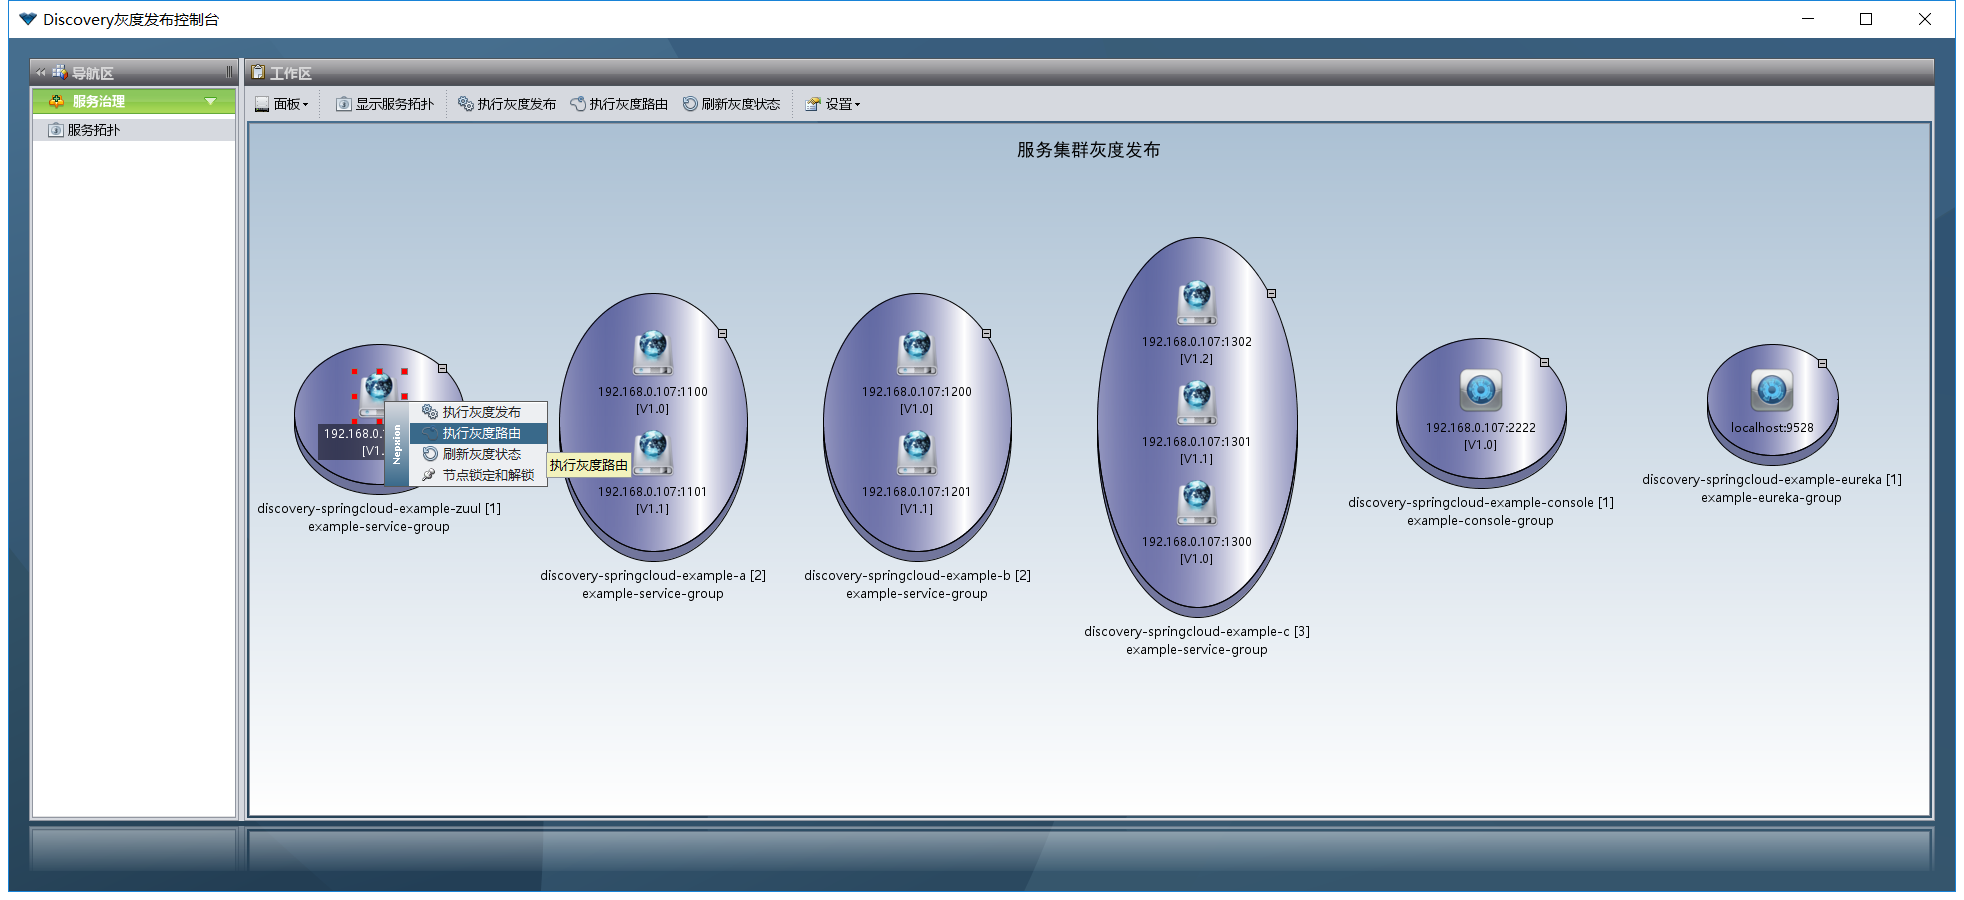 Discovery灰度发布控制台
导航区
工作区
服务治理
服务拓扑
面板
显示服务拓扑
执行灰度发布
执行灰度路由
刷新灰度状态
设置
服务集群灰度发布
192.168.0.
[V1.
discovery-springcloud-example-zuul [1]
example-service-group
Nepxion
执行灰度发布
执行灰度路由
刷新灰度状态
节点锁定和解锁
执行灰度路由
192.168.0.107:1100
[V1.0]
192.168.0.107:1101
[V1.1]
discovery-springcloud-example-a [2]
example-service-group
192.168.0.107:1200
[V1.0]
192.168.0.107:1201
[V1.1]
discovery-springcloud-example-b [2]
example-service-group
192.168.0.107:1302
[V1.2]
192.168.0.107:1301
[V1.1]
192.168.0.107:1300
[V1.0]
discovery-springcloud-example-c [3]
example-service-group
192.168.0.107:2222
[V1.0]
discovery-springcloud-example-console [1]
example-console-group
localhost:9528
discovery-springcloud-example-eureka [1]
example-eureka-group